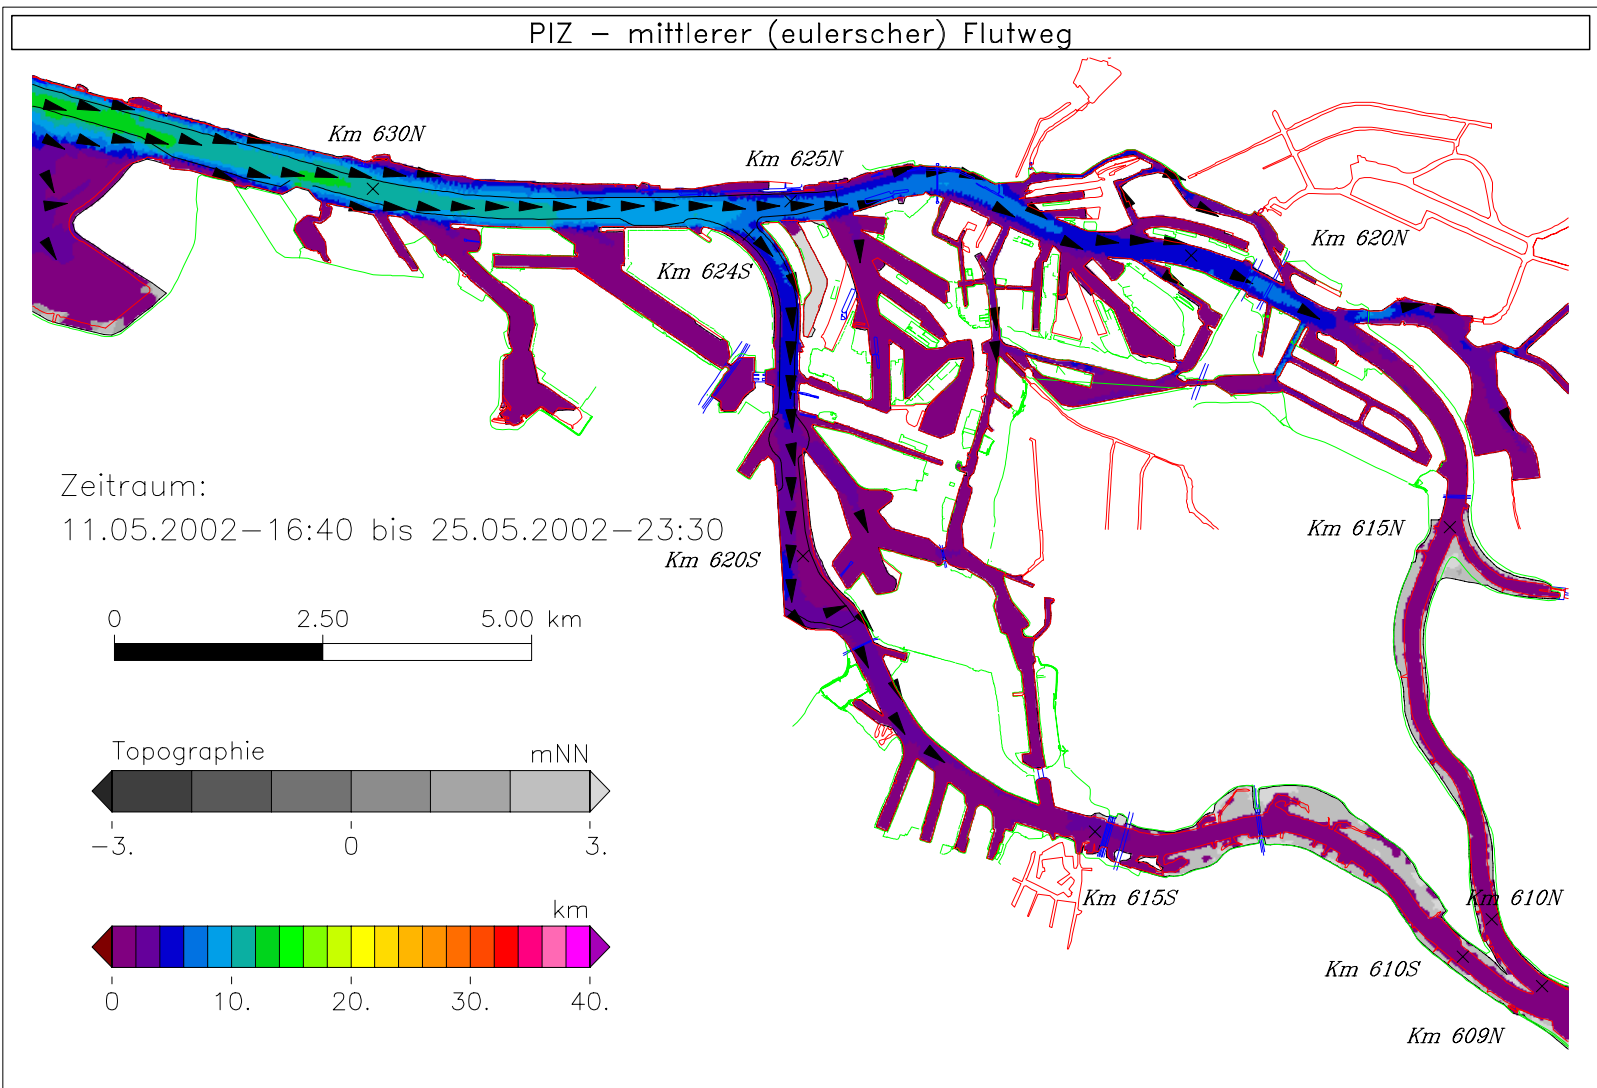 PIZ – mittlerer (eulerscher) Flutweg
Km 630N
Km 625N
Km 620N
Km 624S
Zeitraum:
11.05.2002–16:40 bis 25.05.2002–23:30
Km 615N
Km 620S
0 2.50 5.00 km
Topographie mNN
–3. 0 3.
Km 615S
Km 610N
km
0 10. 20. 30. 40.
Km 610S
Km 609N